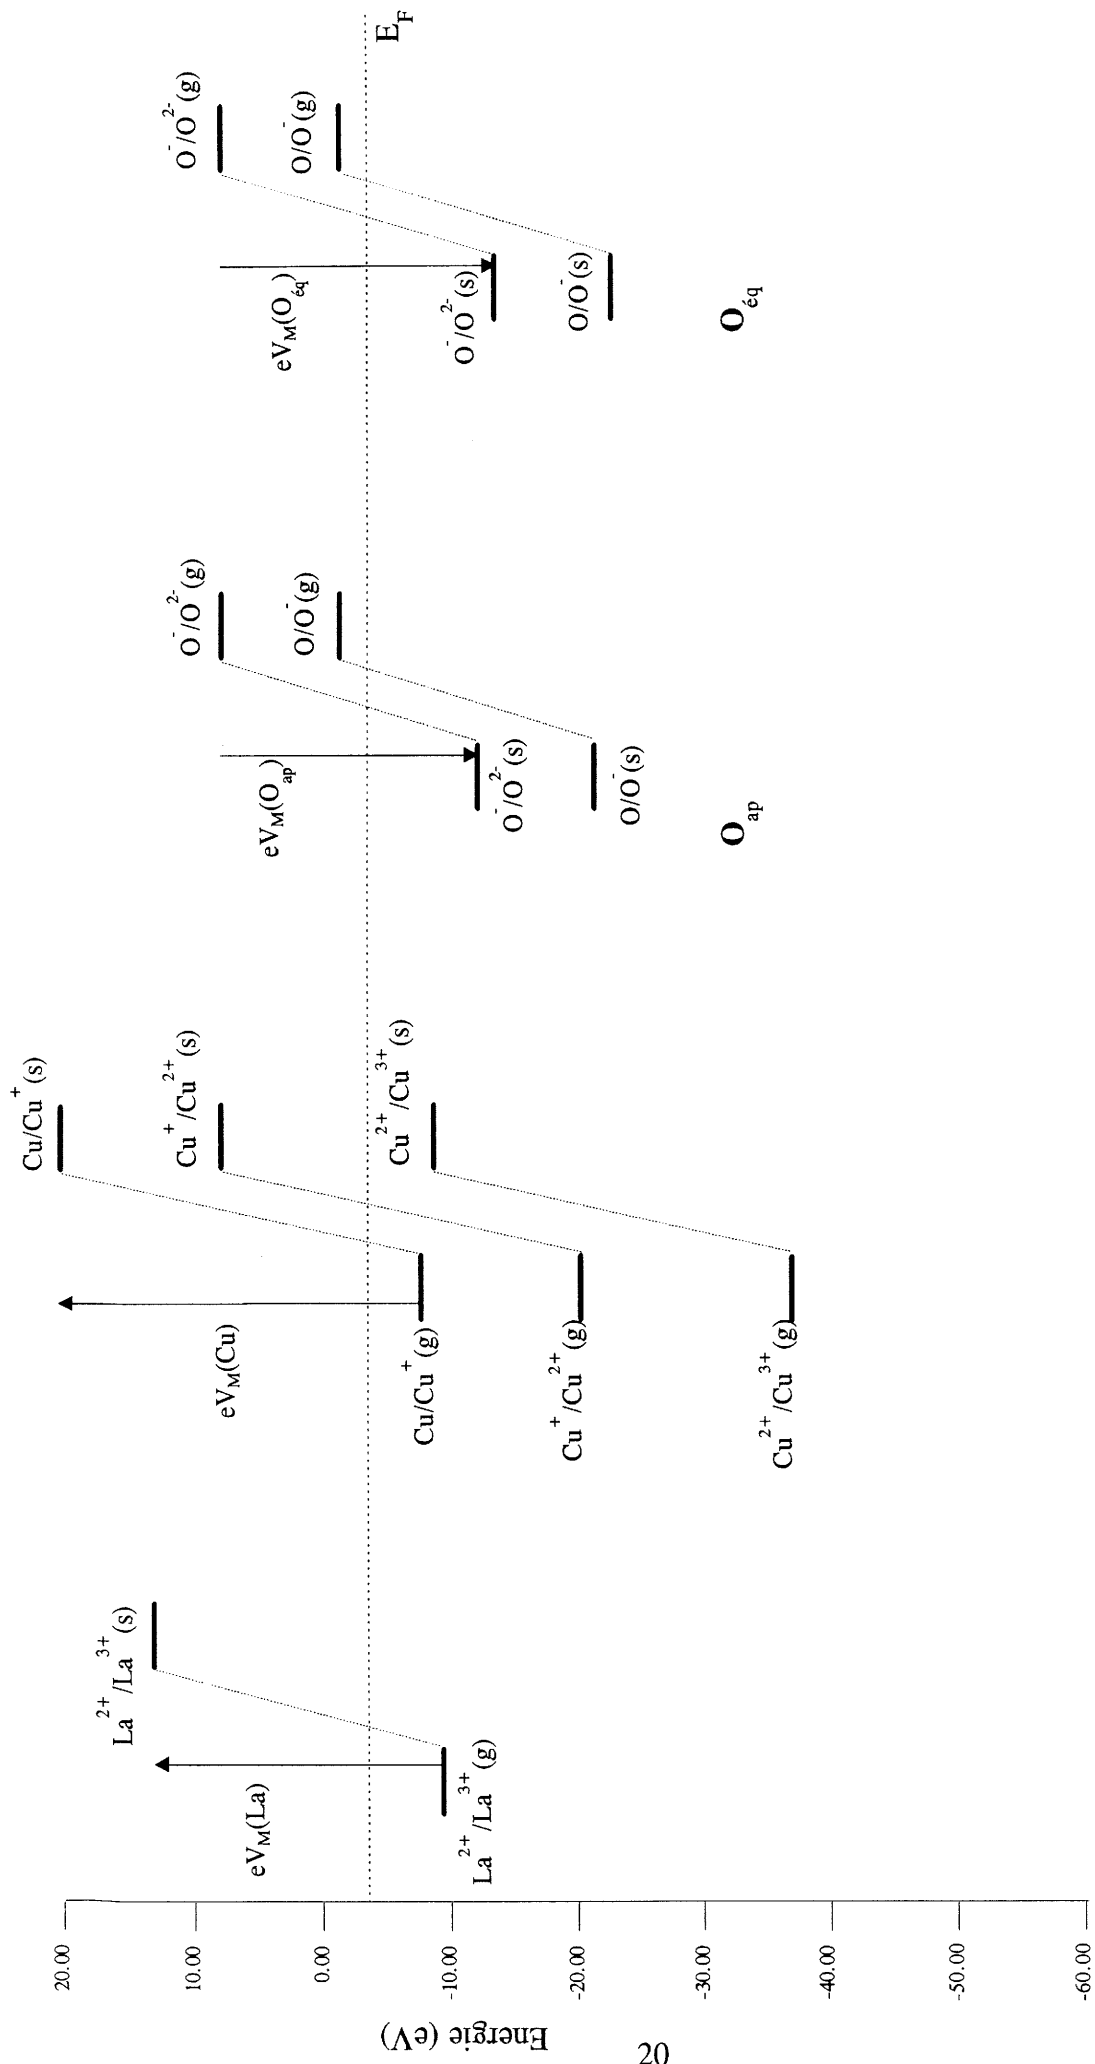 Energie (eV)
20.00
10.00
0.00
-10.00
-20.00
-30.00
-40.00
-50.00
-60.00
La²⁺/La³⁺ (s)
eV_M(La)
La²⁺/La³⁺ (g)
Cu/Cu⁺ (s)
Cu⁺/Cu²⁺ (s)
Cu²⁺/Cu³⁺ (s)
eV_M(Cu)
Cu/Cu⁺ (g)
Cu⁺/Cu²⁺ (g)
Cu²⁺/Cu³⁺ (g)
O⁻/O²⁻ (g)
O/O⁻ (g)
eV_M(O_ap)
O⁻/O²⁻ (s)
O/O⁻ (s)
O_ap
O⁻/O²⁻ (g)
O/O⁻ (g)
eV_M(O_éq)
O⁻/O²⁻ (s)
O/O⁻ (s)
O_éq
E_F
20